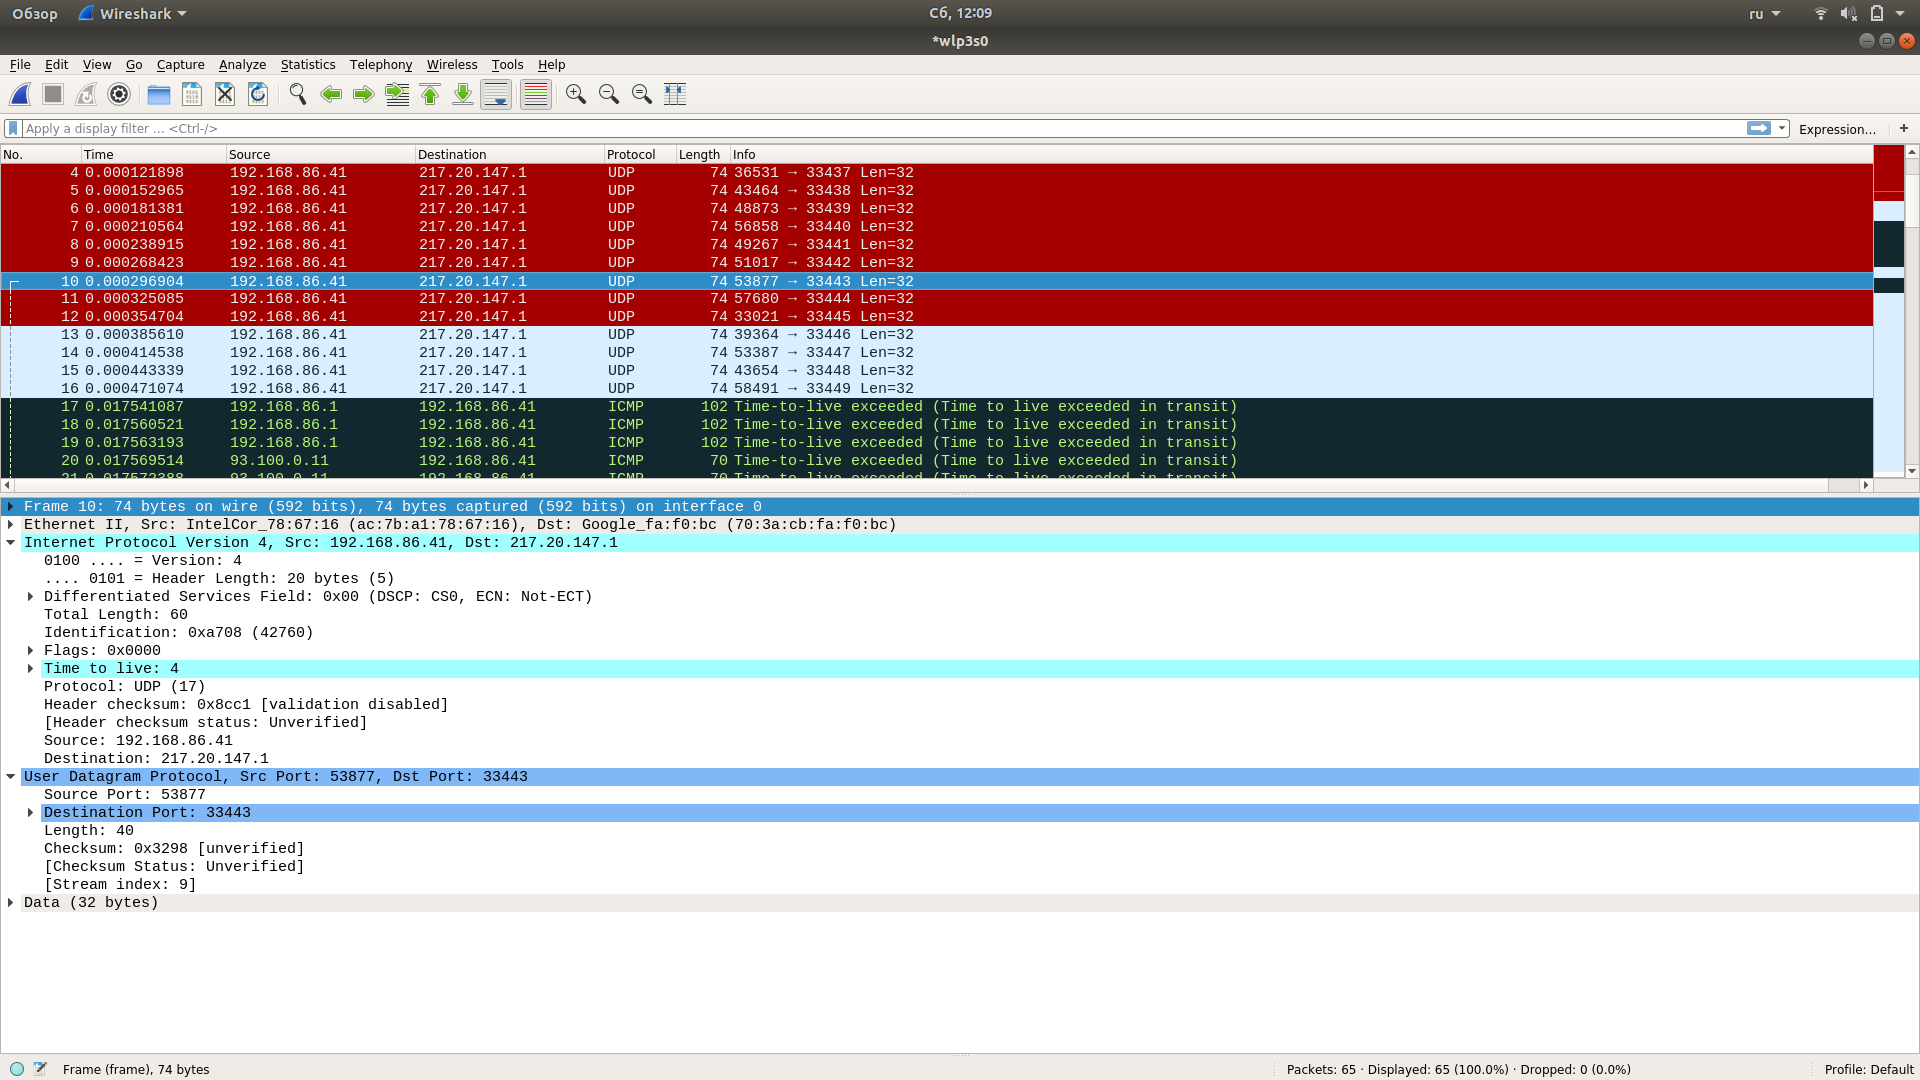 Обзор Wireshark Сб, 12:09 ru
*wlp3s0
File Edit View Go Capture Analyze Statistics Telephony Wireless Tools Help
Apply a display filter ... <Ctrl-/> Expression... +
No. Time Source Destination Protocol Length Info
4 0.000121898 192.168.86.41 217.20.147.1 UDP 74 36531 → 33437 Len=32
5 0.000152965 192.168.86.41 217.20.147.1 UDP 74 43464 → 33438 Len=32
6 0.000181381 192.168.86.41 217.20.147.1 UDP 74 48873 → 33439 Len=32
7 0.000210564 192.168.86.41 217.20.147.1 UDP 74 56858 → 33440 Len=32
8 0.000238915 192.168.86.41 217.20.147.1 UDP 74 49267 → 33441 Len=32
9 0.000268423 192.168.86.41 217.20.147.1 UDP 74 51017 → 33442 Len=32
10 0.000296904 192.168.86.41 217.20.147.1 UDP 74 53877 → 33443 Len=32
11 0.000325085 192.168.86.41 217.20.147.1 UDP 74 57680 → 33444 Len=32
12 0.000354704 192.168.86.41 217.20.147.1 UDP 74 33021 → 33445 Len=32
13 0.000385610 192.168.86.41 217.20.147.1 UDP 74 39364 → 33446 Len=32
14 0.000414538 192.168.86.41 217.20.147.1 UDP 74 53387 → 33447 Len=32
15 0.000443339 192.168.86.41 217.20.147.1 UDP 74 43654 → 33448 Len=32
16 0.000471074 192.168.86.41 217.20.147.1 UDP 74 58491 → 33449 Len=32
17 0.017541087 192.168.86.1 192.168.86.41 ICMP 102 Time-to-live exceeded (Time to live exceeded in transit)
18 0.017560521 192.168.86.1 192.168.86.41 ICMP 102 Time-to-live exceeded (Time to live exceeded in transit)
19 0.017563193 192.168.86.1 192.168.86.41 ICMP 102 Time-to-live exceeded (Time to live exceeded in transit)
20 0.017569514 93.100.0.11 192.168.86.41 ICMP 70 Time-to-live exceeded (Time to live exceeded in transit)
Frame 10: 74 bytes on wire (592 bits), 74 bytes captured (592 bits) on interface 0
Ethernet II, Src: IntelCor_78:67:16 (ac:7b:a1:78:67:16), Dst: Google_fa:f0:bc (70:3a:cb:fa:f0:bc)
Internet Protocol Version 4, Src: 192.168.86.41, Dst: 217.20.147.1
0100 .... = Version: 4
.... 0101 = Header Length: 20 bytes (5)
Differentiated Services Field: 0x00 (DSCP: CS0, ECN: Not-ECT)
Total Length: 60
Identification: 0xa708 (42760)
Flags: 0x0000
Time to live: 4
Protocol: UDP (17)
Header checksum: 0x8cc1 [validation disabled]
[Header checksum status: Unverified]
Source: 192.168.86.41
Destination: 217.20.147.1
User Datagram Protocol, Src Port: 53877, Dst Port: 33443
Source Port: 53877
Destination Port: 33443
Length: 40
Checksum: 0x3298 [unverified]
[Checksum Status: Unverified]
[Stream index: 9]
Data (32 bytes)
Frame (frame), 74 bytes Packets: 65 · Displayed: 65 (100.0%) · Dropped: 0 (0.0%) Profile: Default